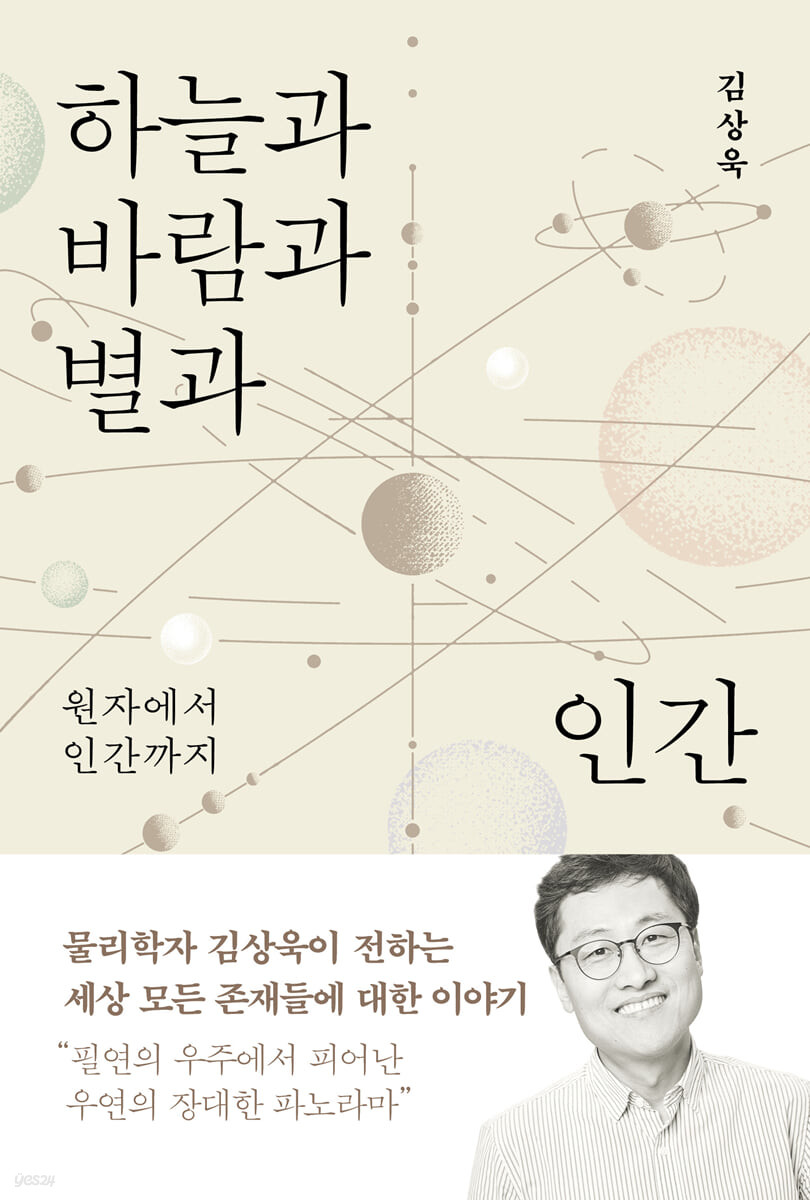 하늘과
바람과
별과
인간
김상욱
원자에서
인간까지
물리학자 김상욱이 전하는
세상 모든 존재들에 대한 이야기
“필연의 우주에서 피어난
우연의 장대한 파노라마”
yes24